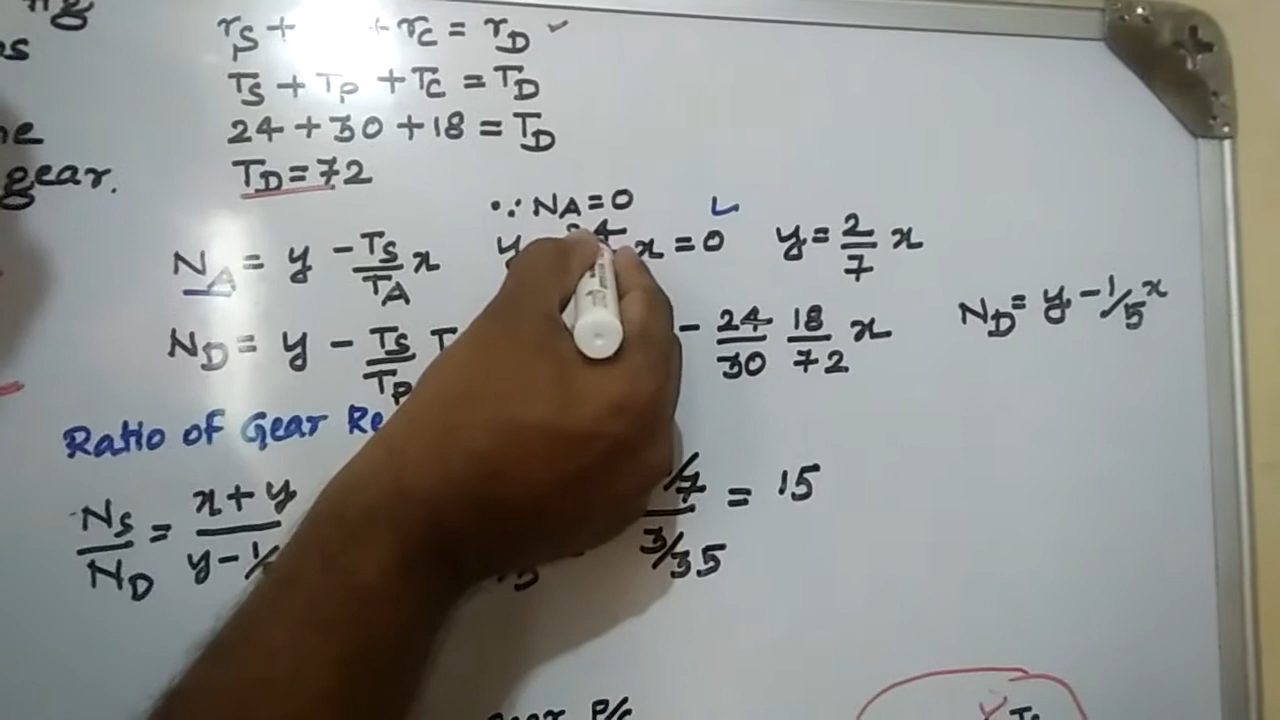 rS + + rC = rD ✓
TS + TP + TC = TD
24 + 30 + 18 = TD
gear. TD = 72
∵ NA = 0
NA = y - TS/TA x y 24 x = 0 y = 2/7 x
ND = y - TS/TP T - 24/30 18/72 x ND = y - 1/5 x
Ratio of Gear Re
NS/ND = x + y / y - 1/ /7 / 3/35 = 15
P/C